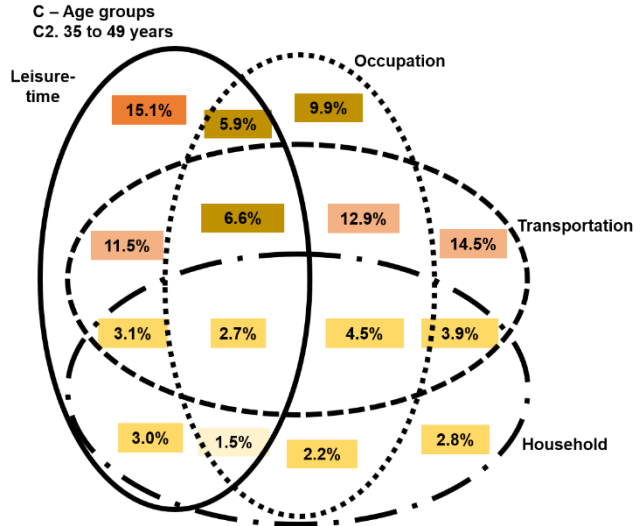 C – Age groups
C2. 35 to 49 years
Leisure-
time
Occupation
15.1%
5.9%
9.9%
6.6%
12.9%
11.5%
14.5%
Transportation
3.1%
2.7%
4.5%
3.9%
3.0%
1.5%
2.2%
2.8%
Household